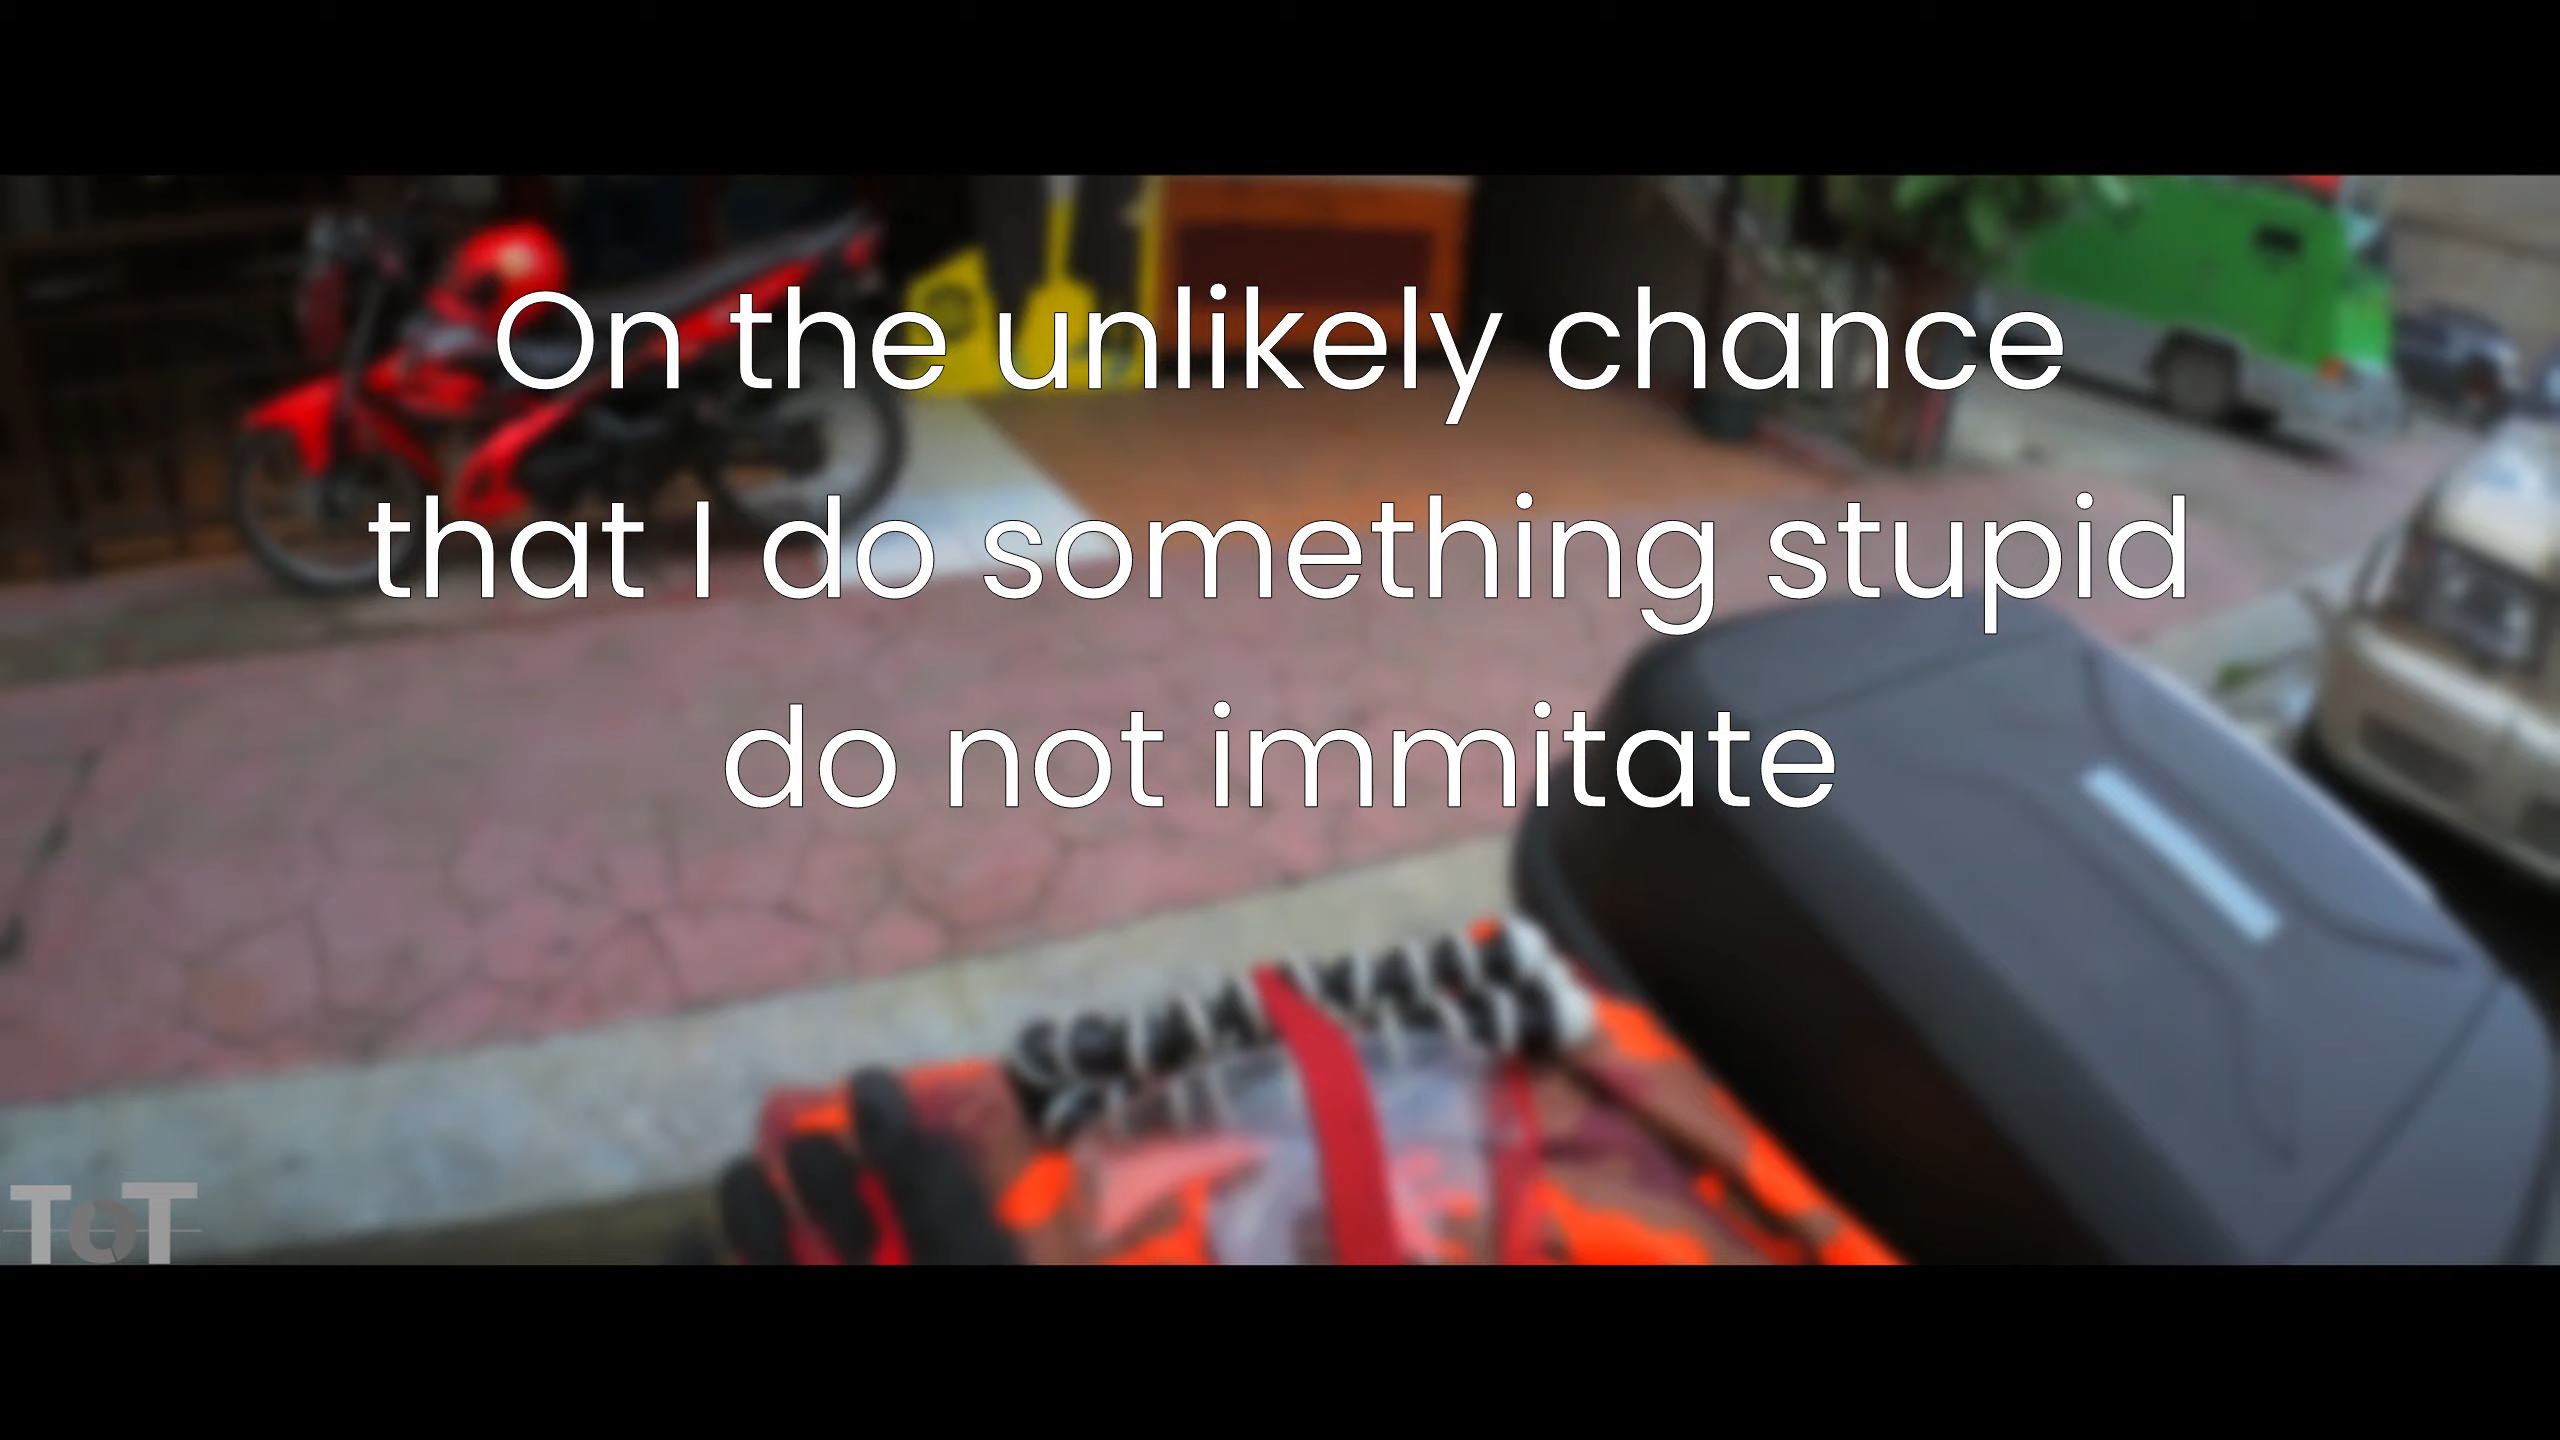 On the unlikely chance
that I do something stupid
do not immitate
ToT